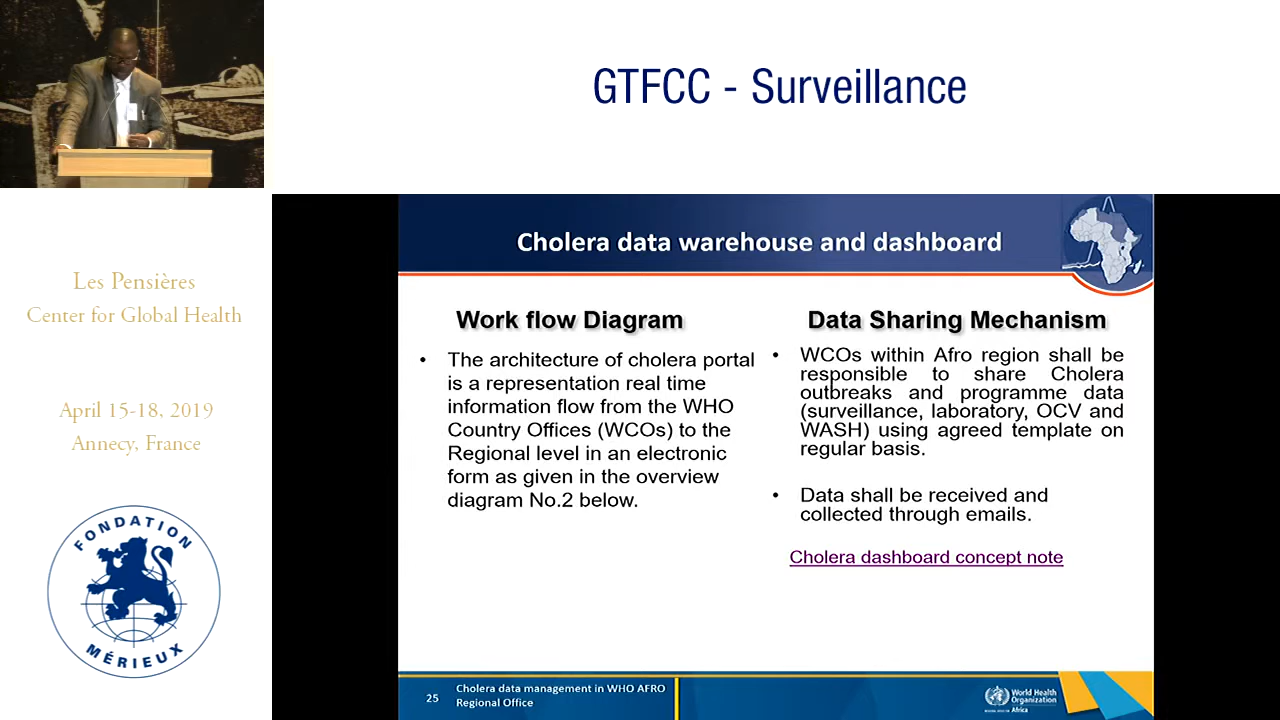 GTFCC - Surveillance
Les Pensières
Center for Global Health
April 15-18, 2019
Annecy, France
FONDATION
MÉRIEUX
Cholera data warehouse and dashboard
Work flow Diagram
• The architecture of cholera portal
is a representation real time
information flow from the WHO
Country Offices (WCOs) to the
Regional level in an electronic
form as given in the overview
diagram No.2 below.
Data Sharing Mechanism
• WCOs within Afro region shall be
responsible to share Cholera
outbreaks and programme data
(surveillance, laboratory, OCV and
WASH) using agreed template on
regular basis.
• Data shall be received and
collected through emails.
Cholera dashboard concept note
25
Cholera data management in WHO AFRO
Regional Office
World Health
Organization
Africa